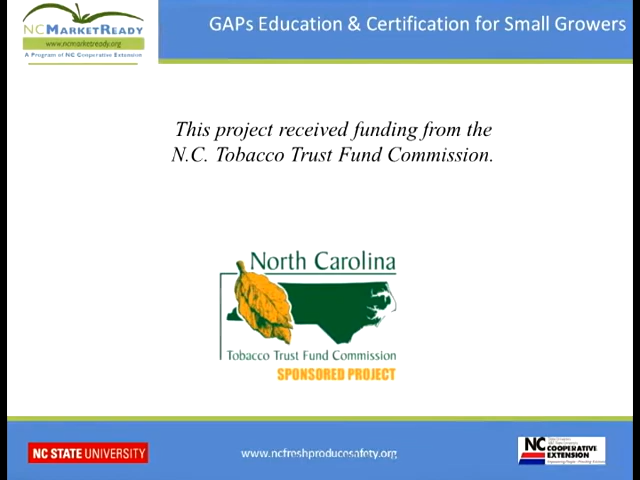 NCMARKETREADY
www.ncmarketready.org
A Program of NC Cooperative Extension
GAPs Education & Certification for Small Growers
This project received funding from the
N.C. Tobacco Trust Fund Commission.
North Carolina
Tobacco Trust Fund Commission
SPONSORED PROJECT
NC STATE UNIVERSITY
www.ncfreshproducesafety.org
NC COOPERATIVE
EXTENSION